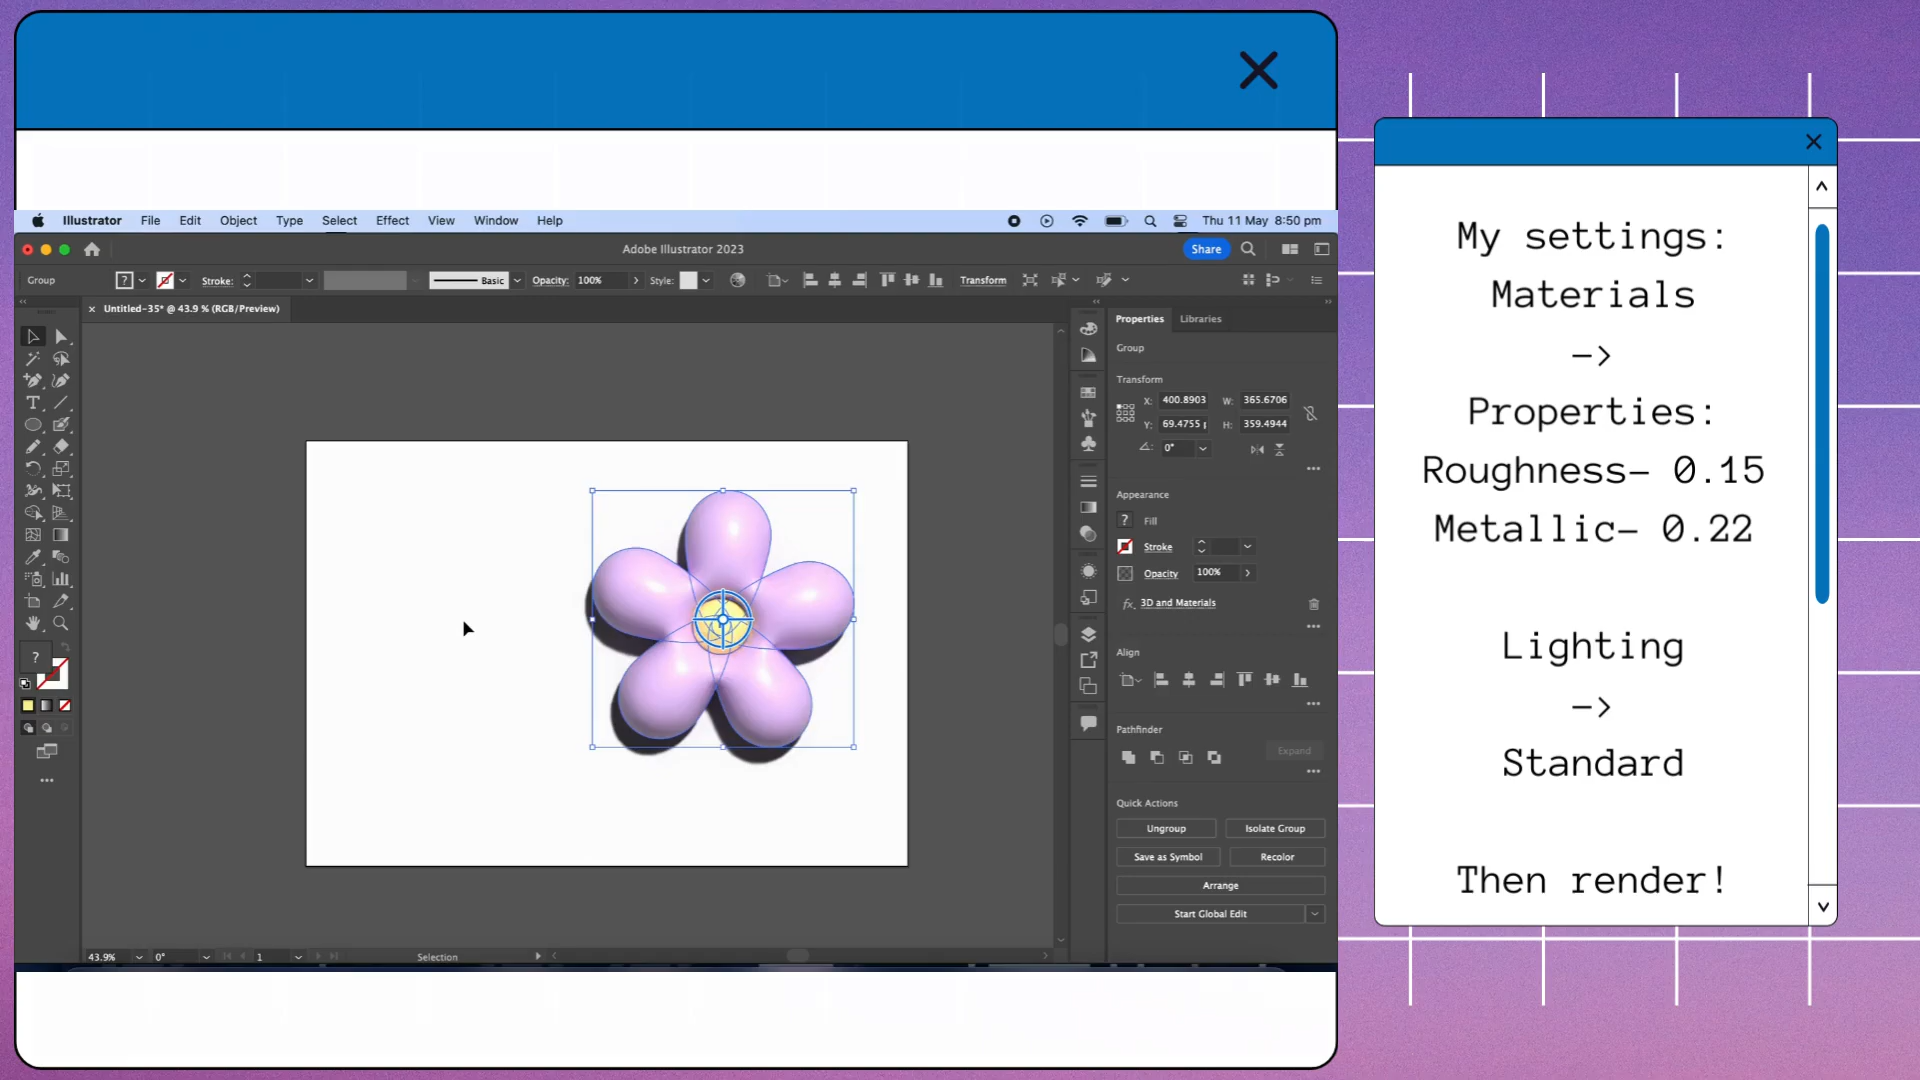 Illustrator File Edit Object Type Select Effect View Window Help
Thu 11 May 8:50 pm
Adobe Illustrator 2023
Share
Group
?
Stroke:
Basic
Opacity: 100%
Style:
Transform
× Untitled-35* @ 43.9 % (RGB/Preview)
?
43.9%
0°
1
Selection
Properties Libraries
Group
Transform
X: 400.8903 W: 365.6706
Y: 69.4755 H: 359.4944
0°
Appearance
? Fill
Stroke
Opacity 100%
fx. 3D and Materials
Align
Pathfinder
Expand
Quick Actions
Ungroup Isolate Group
Save as Symbol Recolor
Arrange
Start Global Edit
My settings:
Materials
->
Properties:
Roughness- 0.15
Metallic- 0.22
Lighting
->
Standard
Then render!